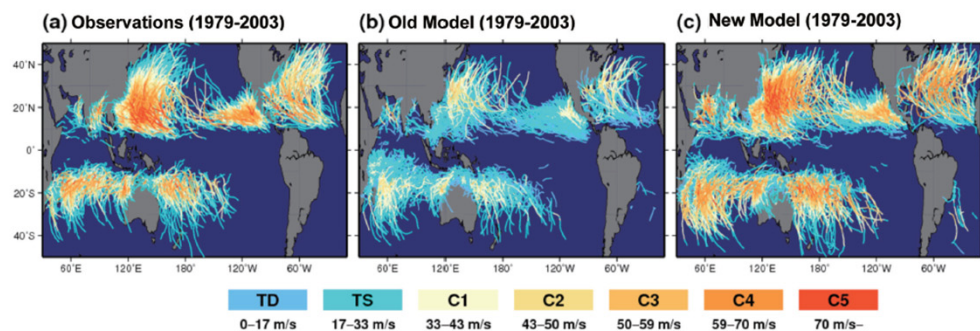 (a) Observations (1979-2003)
(b) Old Model (1979-2003)
(c) New Model (1979-2003)
40°N
20°N
0°
20°S
40°S
60°E 120°E 180° 120°W 60°W
60°E 120°E 180° 120°W 60°W
60°E 120°E 180° 120°W 60°W
TD TS C1 C2 C3 C4 C5
0–17 m/s 17–33 m/s 33–43 m/s 43–50 m/s 50–59 m/s 59–70 m/s 70 m/s–